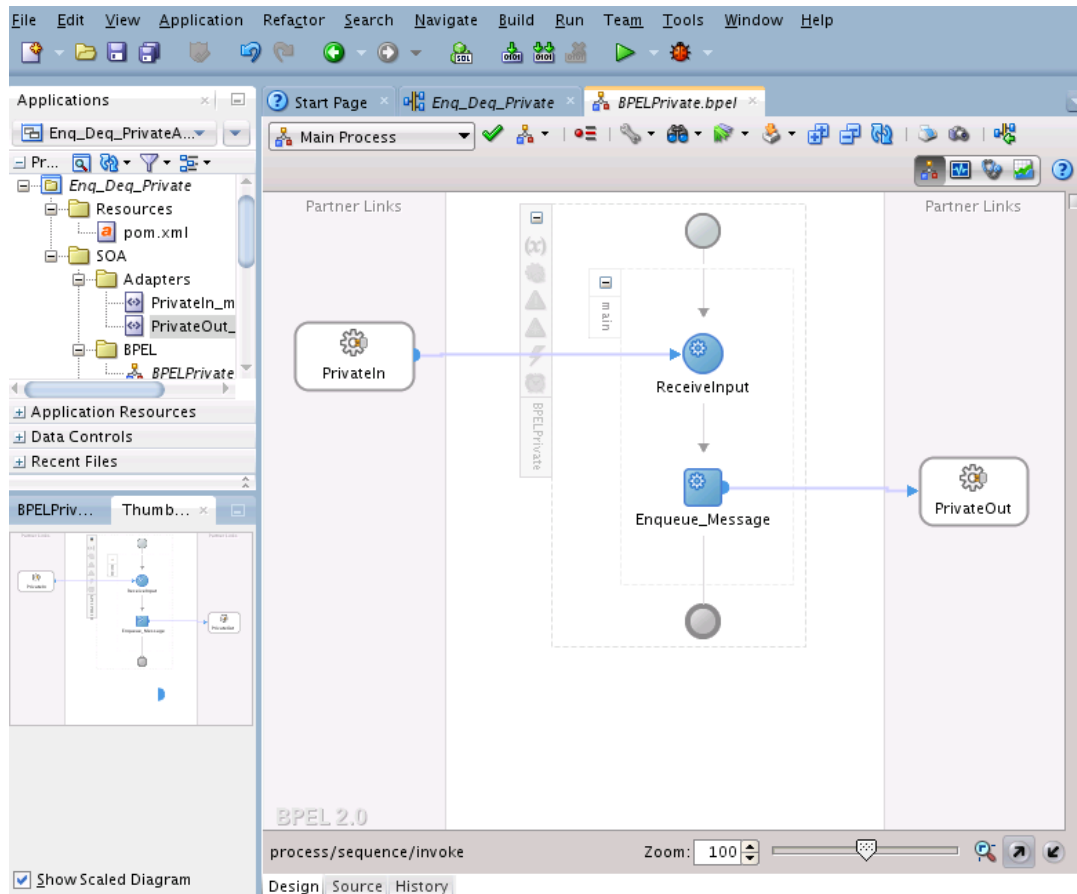 File Edit View Application Refactor Search Navigate Build Run Team Tools Window Help
Applications
Start Page
Enq_Deq_Private
BPELPrivate.bpel
Enq_Deq_PrivateA...
Main Process
Pr...
Enq_Deq_Private
Resources
pom.xml
SOA
Adapters
PrivateIn_m
PrivateOut_
BPEL
BPELPrivate
Application Resources
Data Controls
Recent Files
BPELPriv...
Thumb...
Show Scaled Diagram
Partner Links
Partner Links
main
BPELPrivate
PrivateIn
ReceiveInput
Enqueue_Message
PrivateOut
BPEL 2.0
process/sequence/invoke
Zoom: 100
Design Source History